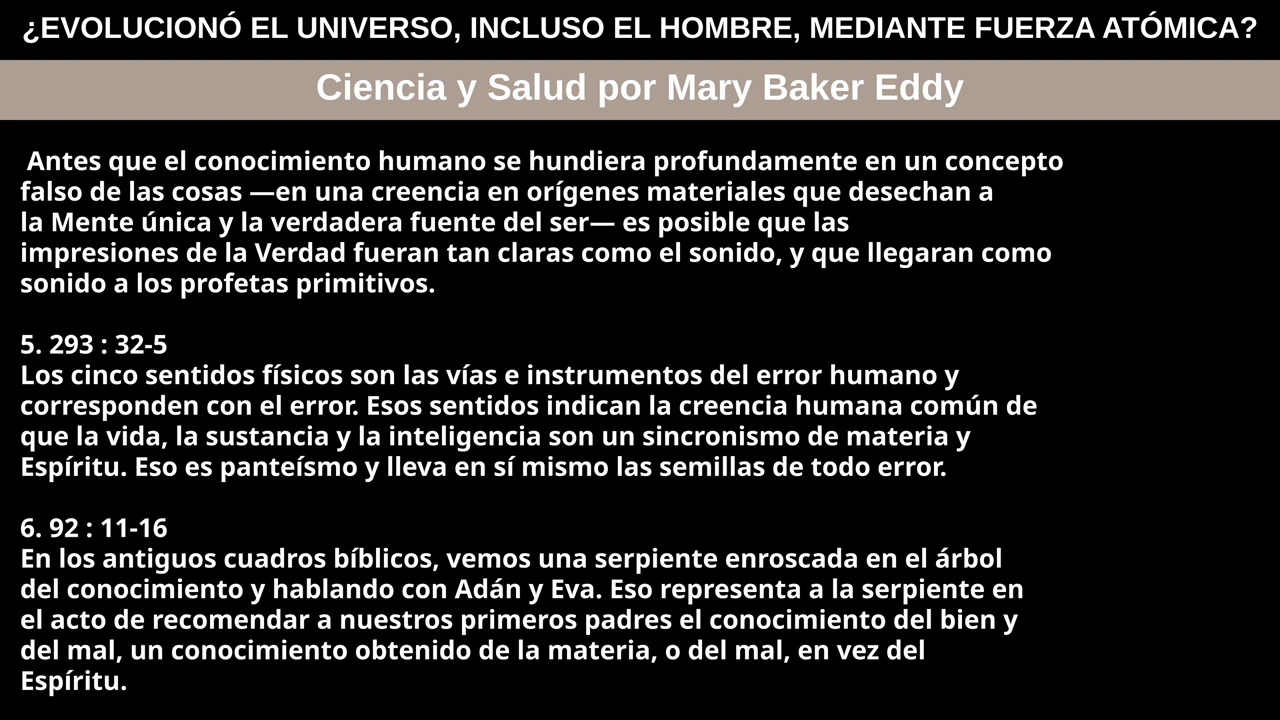 ¿EVOLUCIONÓ EL UNIVERSO, INCLUSO EL HOMBRE, MEDIANTE FUERZA ATÓMICA?
Ciencia y Salud por Mary Baker Eddy
Antes que el conocimiento humano se hundiera profundamente en un concepto
falso de las cosas —en una creencia en orígenes materiales que desechan a
la Mente única y la verdadera fuente del ser— es posible que las
impresiones de la Verdad fueran tan claras como el sonido, y que llegaran como
sonido a los profetas primitivos.
5. 293 : 32-5
Los cinco sentidos físicos son las vías e instrumentos del error humano y
corresponden con el error. Esos sentidos indican la creencia humana común de
que la vida, la sustancia y la inteligencia son un sincronismo de materia y
Espíritu. Eso es panteísmo y lleva en sí mismo las semillas de todo error.
6. 92 : 11-16
En los antiguos cuadros bíblicos, vemos una serpiente enroscada en el árbol
del conocimiento y hablando con Adán y Eva. Eso representa a la serpiente en
el acto de recomendar a nuestros primeros padres el conocimiento del bien y
del mal, un conocimiento obtenido de la materia, o del mal, en vez del
Espíritu.